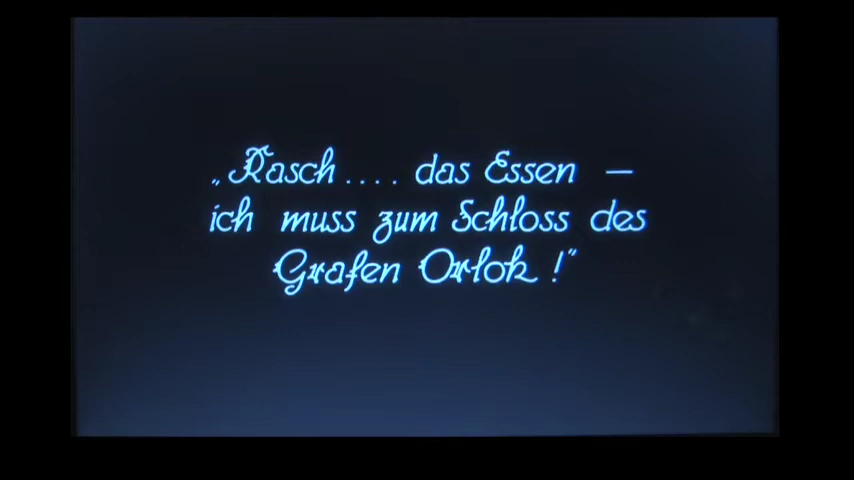 „Rasch.... das Essen —
ich muss zum Schloss des
Grafen Orlok!"